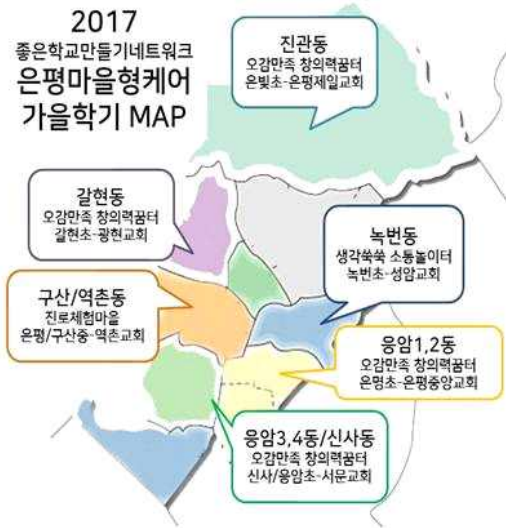 2017
좋은학교만들기네트워크
은평마을형케어
가을학기 MAP
진관동
오감만족 창의력꿈터
은빛초-은평제일교회
갈현동
오감만족 창의력꿈터
갈현초-광현교회
녹번동
생각쑥쑥 소통놀이터
녹번초-성암교회
구산/역촌동
진로체험마을
은평/구산중-역촌교회
응암1,2동
오감만족 창의력꿈터
은명초-은평중앙교회
응암3,4동/신사동
오감만족 창의력꿈터
신사/응암초-서문교회